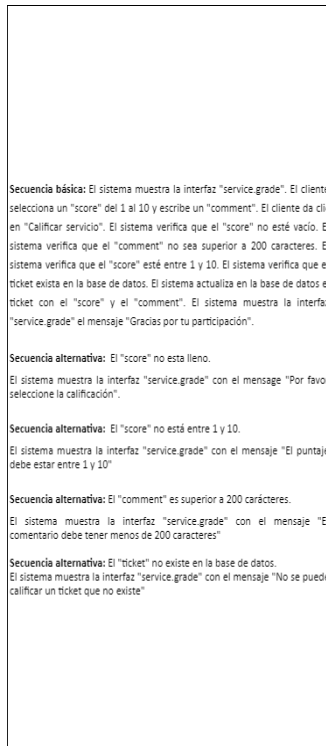 Secuencia básica: El sistema muestra la interfaz "service.grade". El cliente
selecciona un "score" del 1 al 10 y escribe un "comment". El cliente da cli
en "Calificar servicio". El sistema verifica que el "score" no esté vacío. E
sistema verifica que el "comment" no sea superior a 200 caracteres. E
sistema verifica que el "score" esté entre 1 y 10. El sistema verifica que e
ticket exista en la base de datos. El sistema actualiza en la base de datos e
ticket con el "score" y el "comment". El sistema muestra la interfaz
"service.grade" el mensaje "Gracias por tu participación".
Secuencia alternativa: El "score" no esta lleno.
El sistema muestra la interfaz "service.grade" con el mensage "Por favo
seleccione la calificación".
Secuencia alternativa: El "score" no está entre 1 y 10.
El sistema muestra la interfaz "service.grade" con el mensaje "El puntaje
debe estar entre 1 y 10"
Secuencia alternativa: El "comment" es superior a 200 carácteres.
El sistema muestra la interfaz "service.grade" con el mensaje "E
comentario debe tener menos de 200 caracteres"
Secuencia alternativa: El "ticket" no existe en la base de datos.
El sistema muestra la interfaz "service.grade" con el mensaje "No se puede
calificar un ticket que no existe"